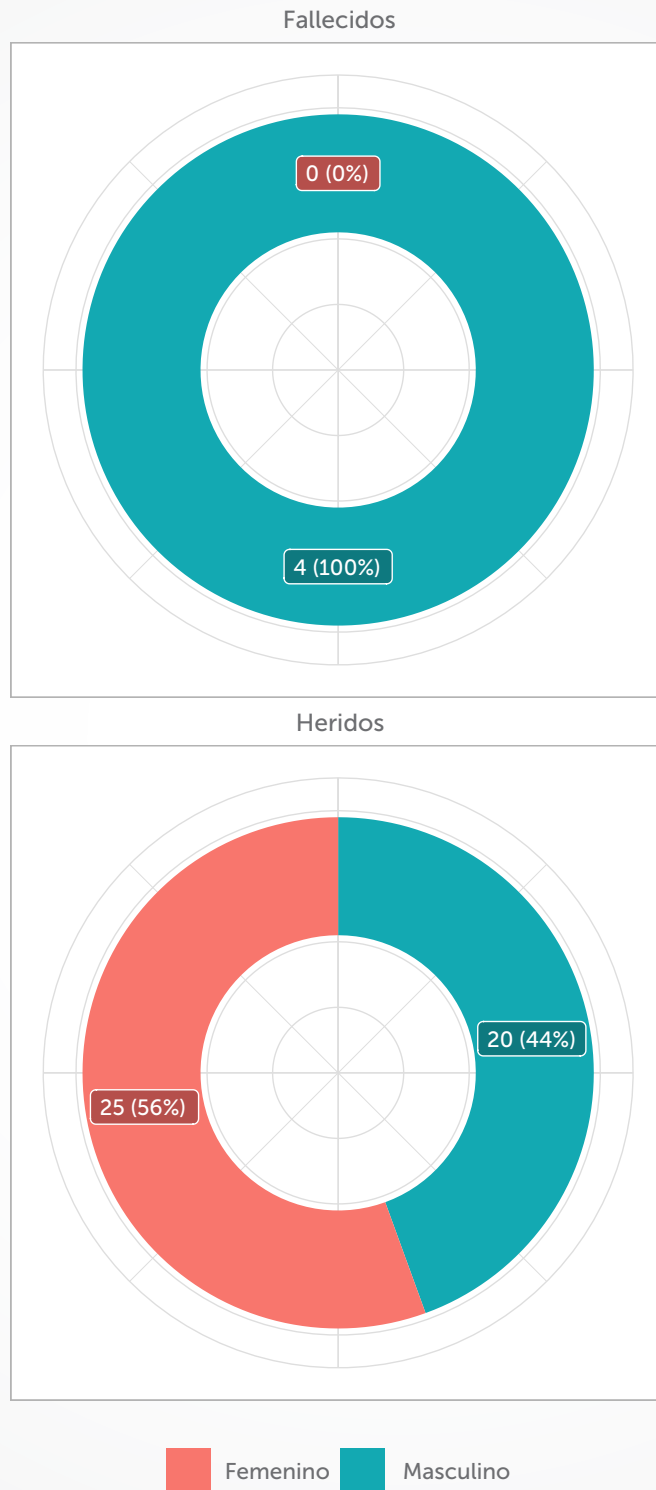 Fallecidos
0 (0%)
4 (100%)
Heridos
20 (44%)
25 (56%)
Femenino
Masculino